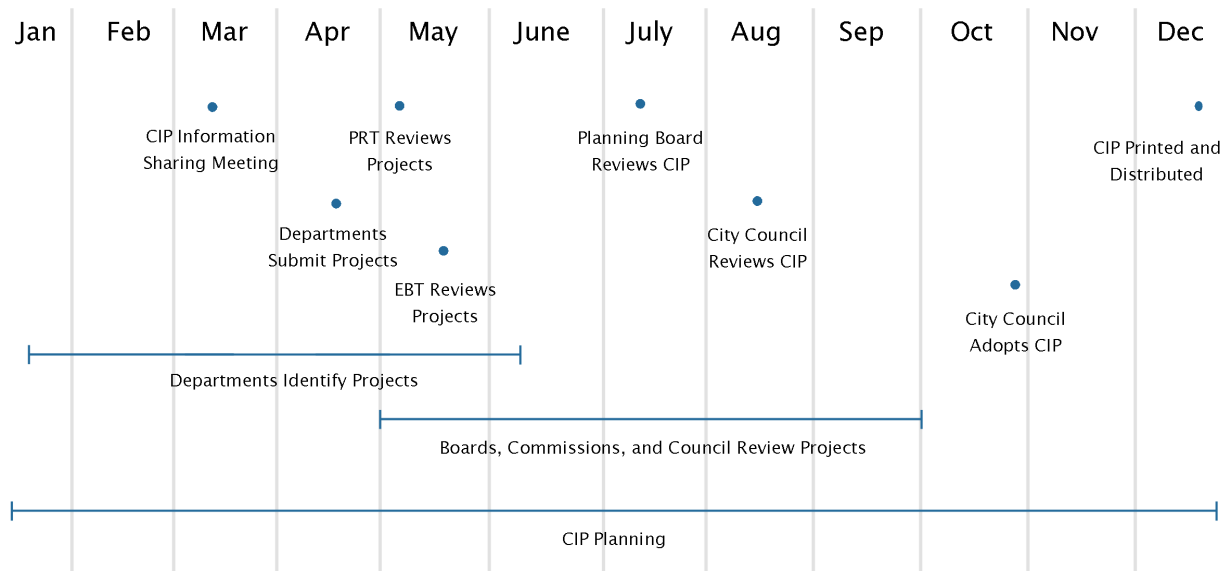 Jan Feb Mar Apr May June July Aug Sep Oct Nov Dec
CIP Information
Sharing Meeting
PRT Reviews
Projects
Planning Board
Reviews CIP
CIP Printed and
Distributed
Departments
Submit Projects
City Council
Reviews CIP
EBT Reviews
Projects
City Council
Adopts CIP
Departments Identify Projects
Boards, Commissions, and Council Review Projects
CIP Planning